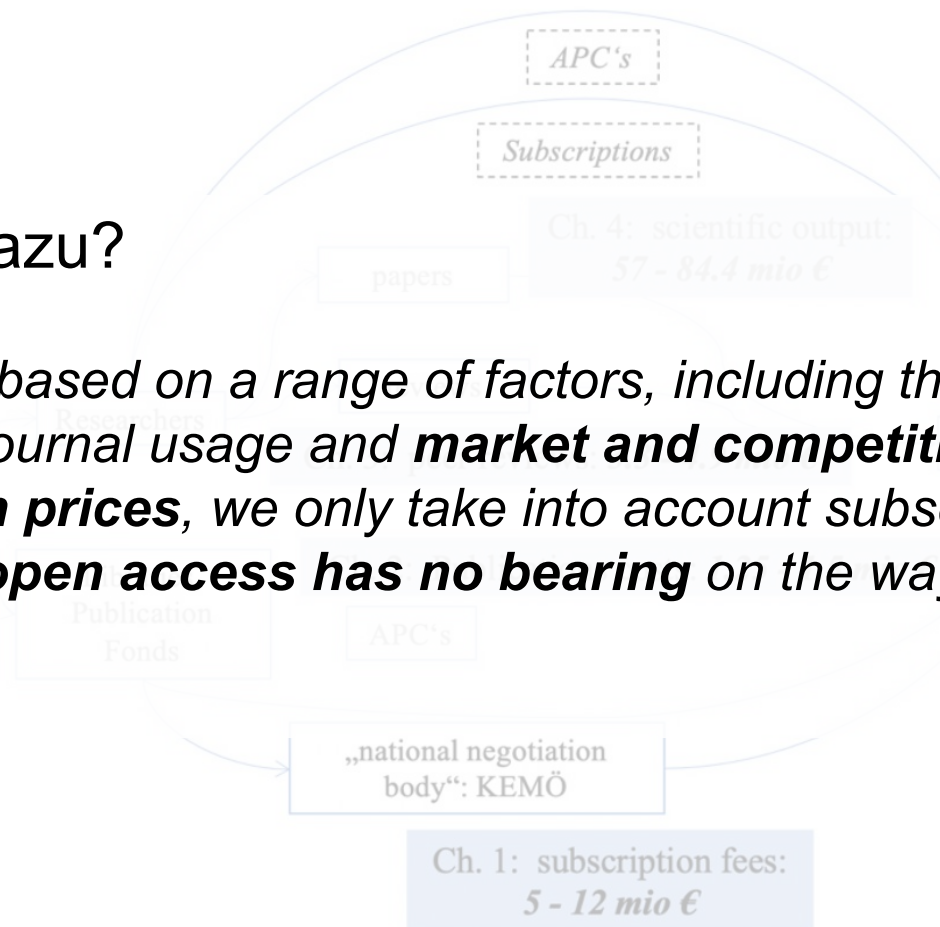 APC‘s
Subscriptions
Ch. 4: scientific output:
57 - 84.4 mio €
azu?
papers
based on a range of factors, including th
Researchers
ournal usage and market and competiti
n prices, we only take into account subs
open access has no bearing on the wa
Publication
Fonds
APC‘s
„national negotiation
body“: KEMÖ
Ch. 1: subscription fees:
5 - 12 mio €